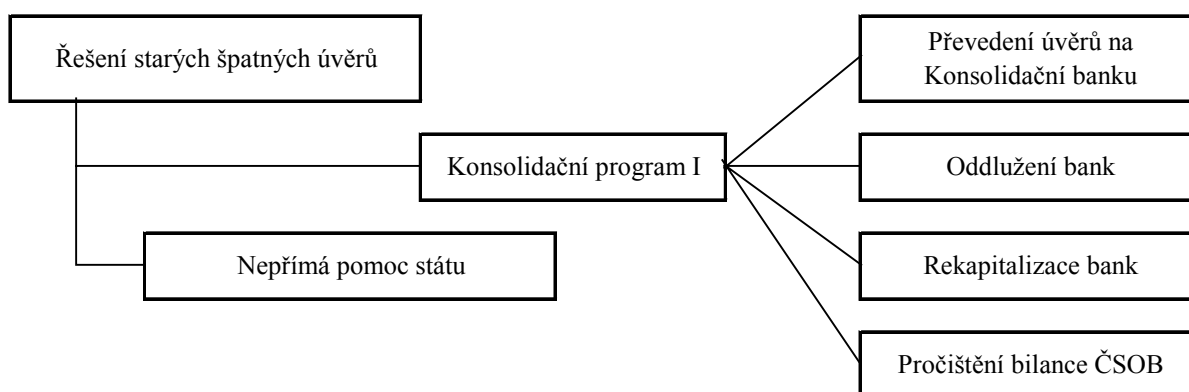 Řešení starých špatných úvěrů
Převedení úvěrů na
Konsolidační banku
Konsolidační program I
Oddlužení bank
Nepřímá pomoc státu
Rekapitalizace bank
Pročištění bilance ČSOB